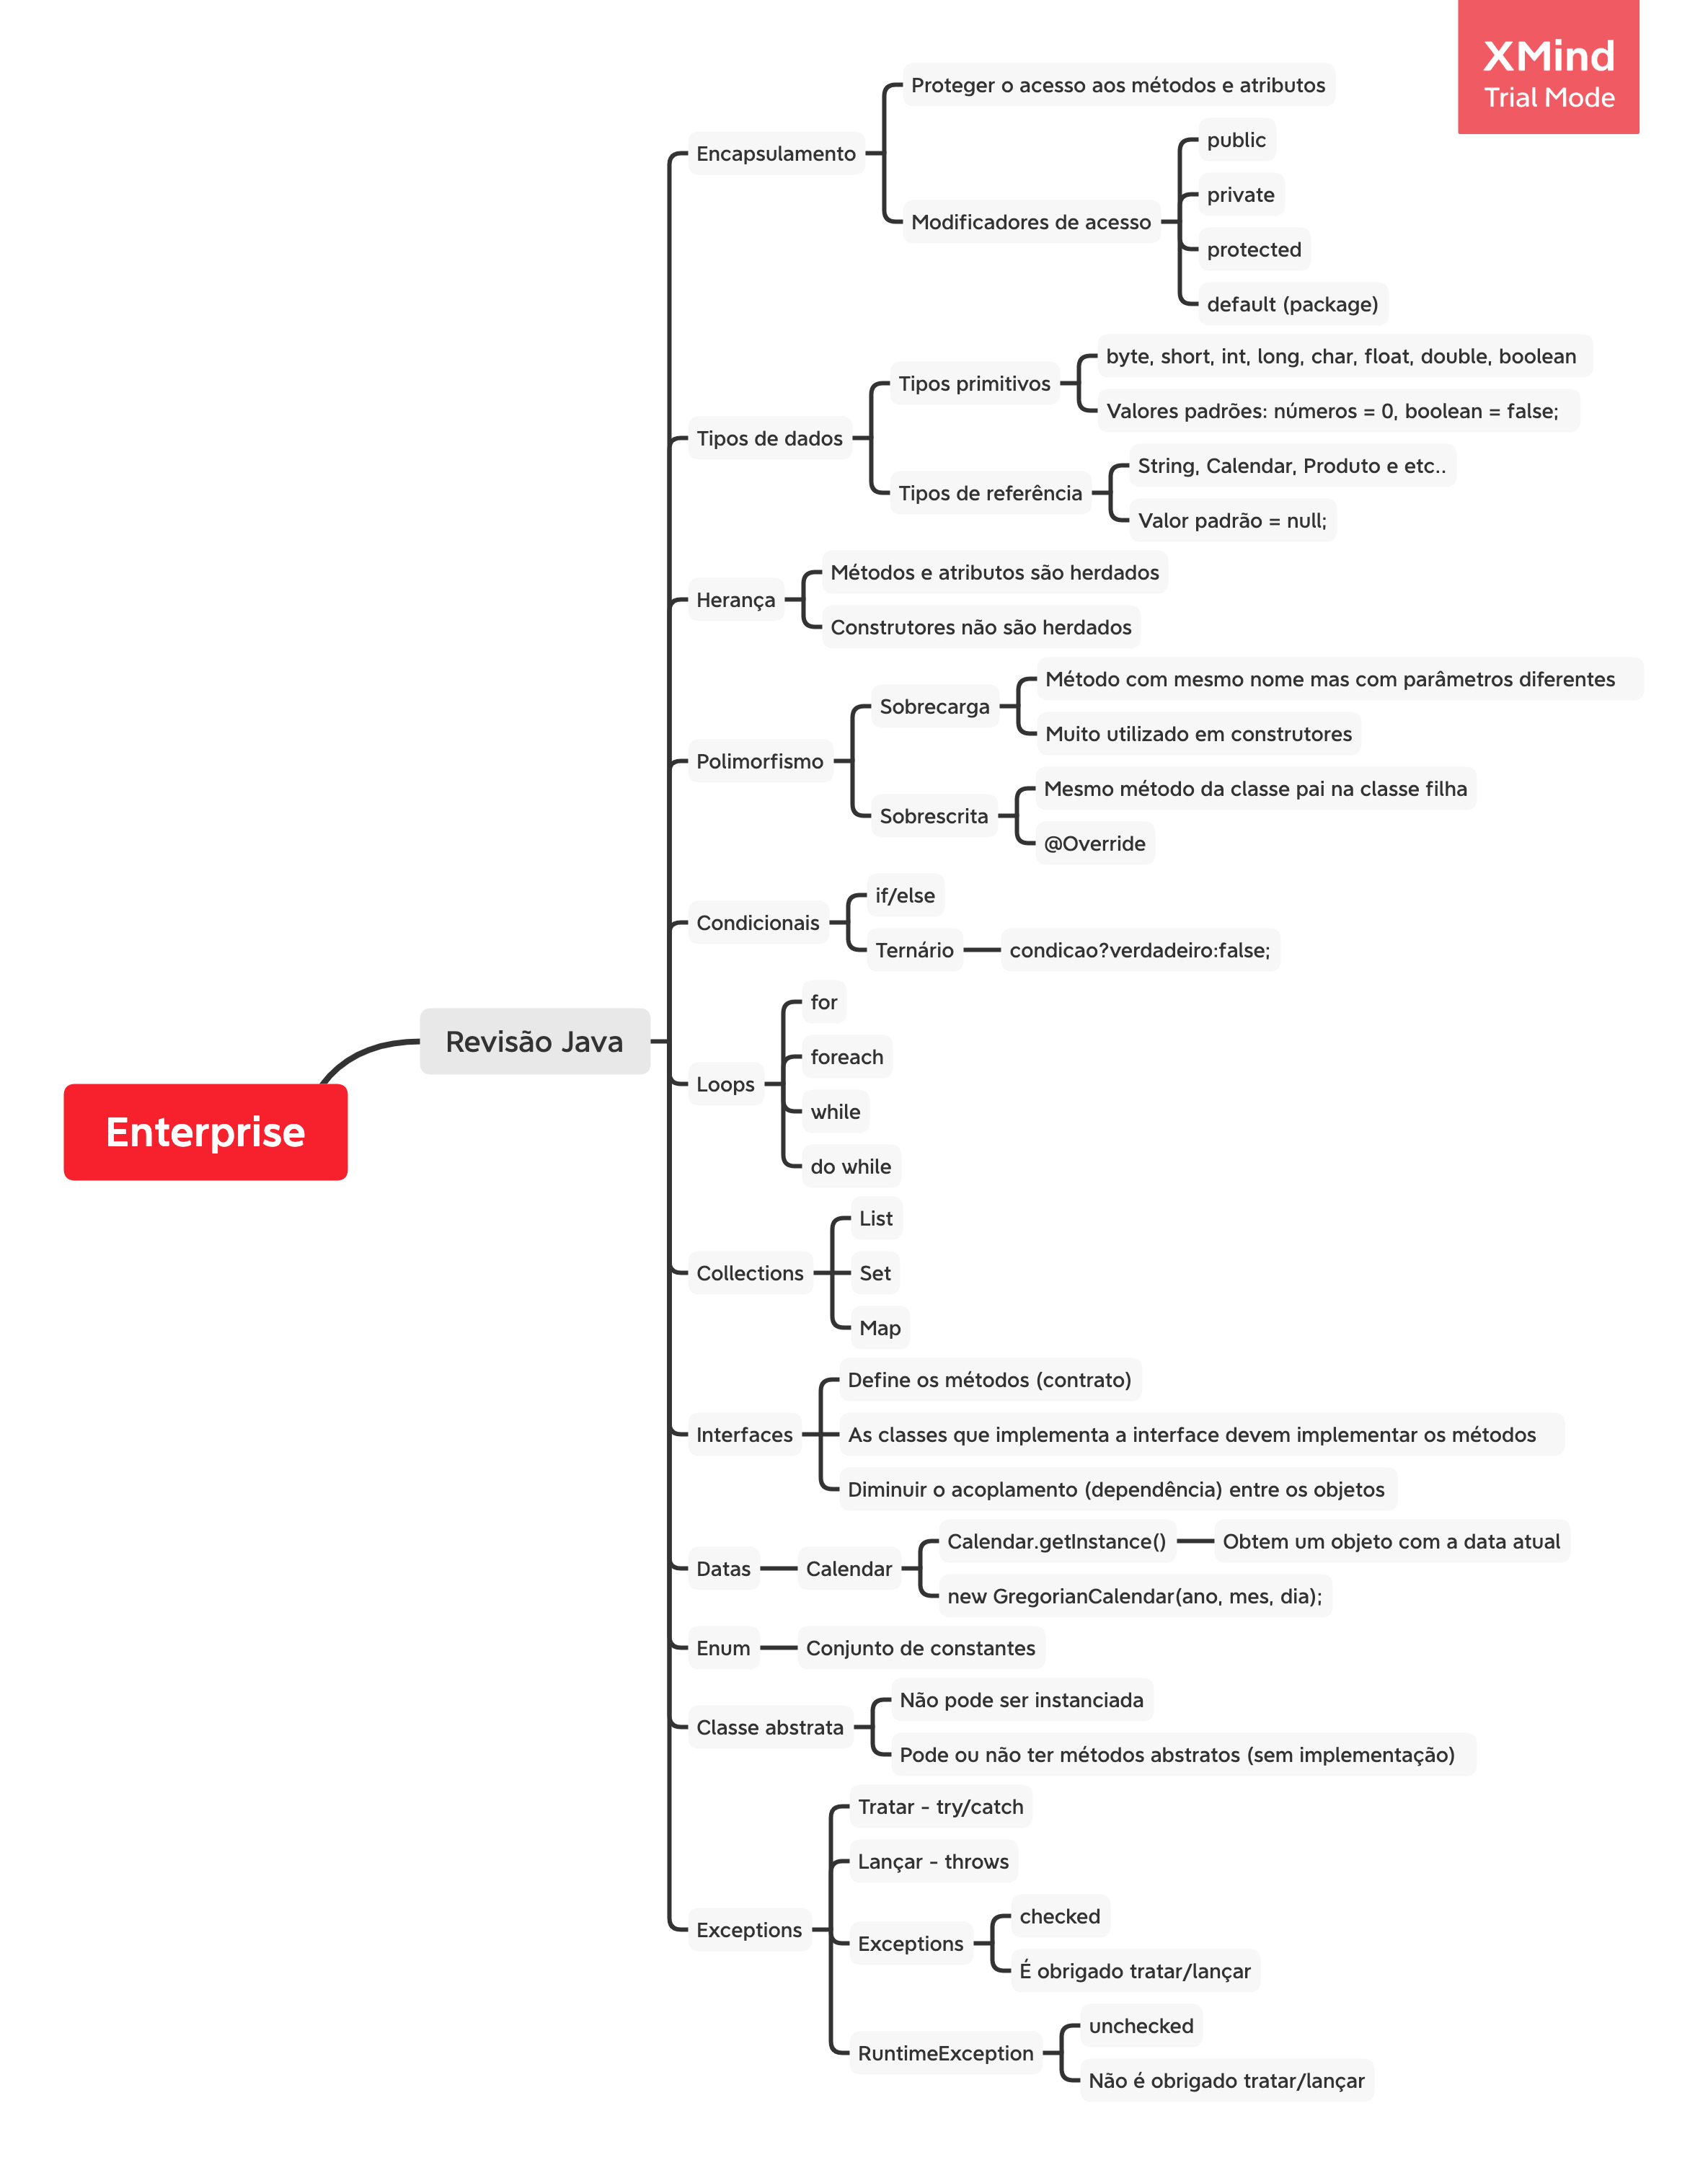 XMind
Trial Mode
Enterprise
Revisão Java
Encapsulamento
Proteger o acesso aos métodos e atributos
Modificadores de acesso
public
private
protected
default (package)
Tipos de dados
Tipos primitivos
byte, short, int, long, char, float, double, boolean
Valores padrões: números = 0, boolean = false;
Tipos de referência
String, Calendar, Produto e etc..
Valor padrão = null;
Herança
Métodos e atributos são herdados
Construtores não são herdados
Polimorfismo
Sobrecarga
Método com mesmo nome mas com parâmetros diferentes
Muito utilizado em construtores
Sobrescrita
Mesmo método da classe pai na classe filha
@Override
Condicionais
if/else
Ternário
condicao?verdadeiro:false;
Loops
for
foreach
while
do while
Collections
List
Set
Map
Interfaces
Define os métodos (contrato)
As classes que implementa a interface devem implementar os métodos
Diminuir o acoplamento (dependência) entre os objetos
Datas
Calendar
Calendar.getInstance()
Obtem um objeto com a data atual
new GregorianCalendar(ano, mes, dia);
Enum
Conjunto de constantes
Classe abstrata
Não pode ser instanciada
Pode ou não ter métodos abstratos (sem implementação)
Exceptions
Tratar - try/catch
Lançar - throws
Exceptions
checked
É obrigado tratar/lançar
RuntimeException
unchecked
Não é obrigado tratar/lançar